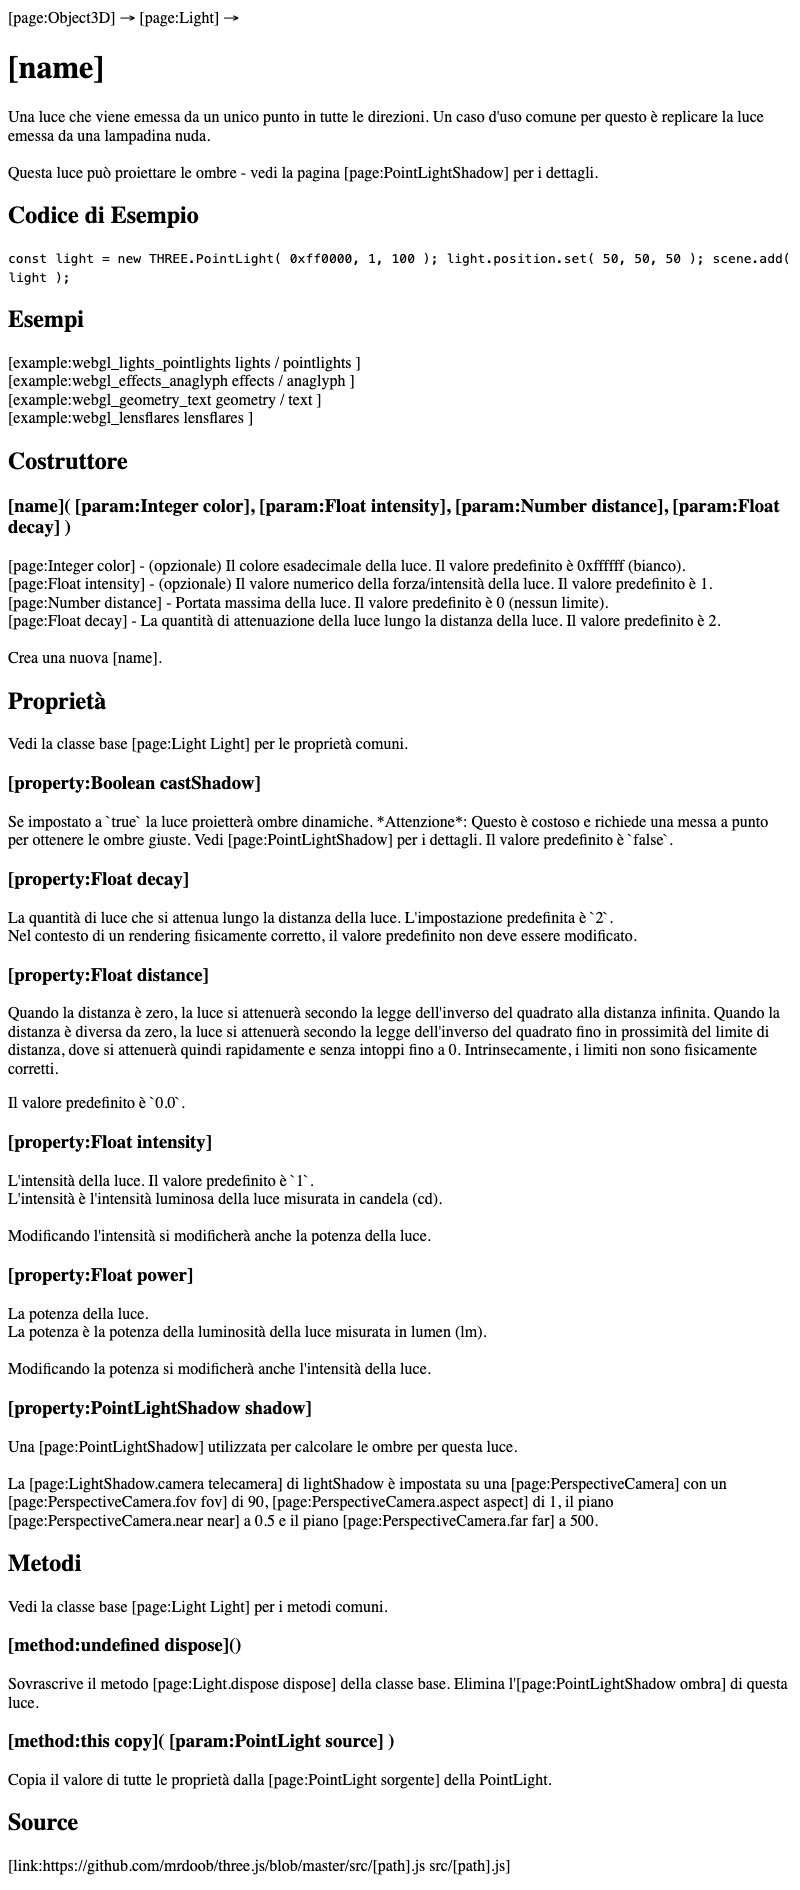 [page:Object3D] → [page:Light] →
[name]
Una luce che viene emessa da un unico punto in tutte le direzioni. Un caso d'uso comune per questo è replicare la luce
emessa da una lampadina nuda.
Questa luce può proiettare le ombre - vedi la pagina [page:PointLightShadow] per i dettagli.
Codice di Esempio
const light = new THREE.PointLight( 0xff0000, 1, 100 ); light.position.set( 50, 50, 50 ); scene.add(
light );
Esempi
[example:webgl_lights_pointlights lights / pointlights ]
[example:webgl_effects_anaglyph effects / anaglyph ]
[example:webgl_geometry_text geometry / text ]
[example:webgl_lensflares lensflares ]
Costruttore
[name]( [param:Integer color], [param:Float intensity], [param:Number distance], [param:Float
decay] )
[page:Integer color] - (opzionale) Il colore esadecimale della luce. Il valore predefinito è 0xffffff (bianco).
[page:Float intensity] - (opzionale) Il valore numerico della forza/intensità della luce. Il valore predefinito è 1.
[page:Number distance] - Portata massima della luce. Il valore predefinito è 0 (nessun limite).
[page:Float decay] - La quantità di attenuazione della luce lungo la distanza della luce. Il valore predefinito è 2.
Crea una nuova [name].
Proprietà
Vedi la classe base [page:Light Light] per le proprietà comuni.
[property:Boolean castShadow]
Se impostato a `true` la luce proietterà ombre dinamiche. *Attenzione*: Questo è costoso e richiede una messa a punto
per ottenere le ombre giuste. Vedi [page:PointLightShadow] per i dettagli. Il valore predefinito è `false`.
[property:Float decay]
La quantità di luce che si attenua lungo la distanza della luce. L'impostazione predefinita è `2`.
Nel contesto di un rendering fisicamente corretto, il valore predefinito non deve essere modificato.
[property:Float distance]
Quando la distanza è zero, la luce si attenuerà secondo la legge dell'inverso del quadrato alla distanza infinita. Quando la
distanza è diversa da zero, la luce si attenuerà secondo la legge dell'inverso del quadrato fino in prossimità del limite di
distanza, dove si attenuerà quindi rapidamente e senza intoppi fino a 0. Intrinsecamente, i limiti non sono fisicamente
corretti.
Il valore predefinito è `0.0`.
[property:Float intensity]
L'intensità della luce. Il valore predefinito è `1`.
L'intensità è l'intensità luminosa della luce misurata in candela (cd).
Modificando l'intensità si modificherà anche la potenza della luce.
[property:Float power]
La potenza della luce.
La potenza è la potenza della luminosità della luce misurata in lumen (lm).
Modificando la potenza si modificherà anche l'intensità della luce.
[property:PointLightShadow shadow]
Una [page:PointLightShadow] utilizzata per calcolare le ombre per questa luce.
La [page:LightShadow.camera telecamera] di lightShadow è impostata su una [page:PerspectiveCamera] con un
[page:PerspectiveCamera.fov fov] di 90, [page:PerspectiveCamera.aspect aspect] di 1, il piano
[page:PerspectiveCamera.near near] a 0.5 e il piano [page:PerspectiveCamera.far far] a 500.
Metodi
Vedi la classe base [page:Light Light] per i metodi comuni.
[method:undefined dispose]()
Sovrascrive il metodo [page:Light.dispose dispose] della classe base. Elimina l'[page:PointLightShadow ombra] di questa
luce.
[method:this copy]( [param:PointLight source] )
Copia il valore di tutte le proprietà dalla [page:PointLight sorgente] della PointLight.
Source
[link:https://github.com/mrdoob/three.js/blob/master/src/[path].js src/[path].js]